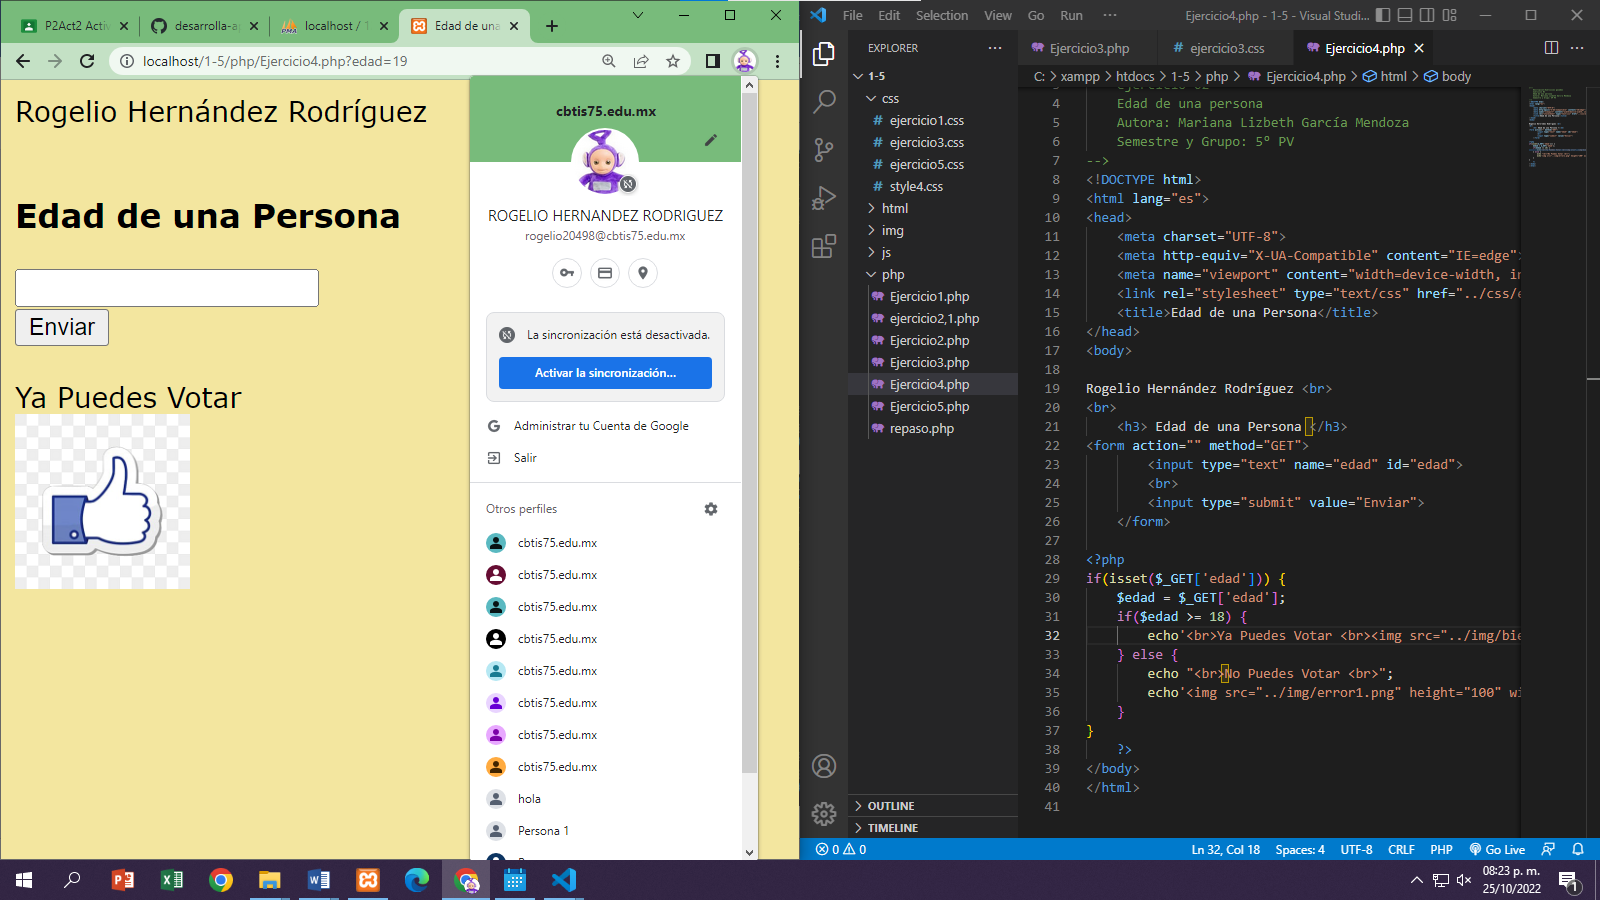 P2Act2 Activ
desarrolla-a
localhost / 1
Edad de una
localhost/1-5/php/Ejercicio4.php?edad=19
Rogelio Hernández Rodríguez
Edad de una Persona
Enviar
Ya Puedes Votar
cbtis75.edu.mx
ROGELIO HERNANDEZ RODRIGUEZ
rogelio20498@cbtis75.edu.mx
La sincronización está desactivada.
Activar la sincronización...
Administrar tu Cuenta de Google
Salir
Otros perfiles
cbtis75.edu.mx
cbtis75.edu.mx
cbtis75.edu.mx
cbtis75.edu.mx
cbtis75.edu.mx
cbtis75.edu.mx
cbtis75.edu.mx
cbtis75.edu.mx
hola
Persona 1
File Edit Selection View Go Run ··· Ejercicio4.php - 1-5 - Visual Studi...
EXPLORER
1-5
css
# ejercicio1.css
# ejercicio3.css
# ejercicio5.css
# style4.css
html
img
js
php
Ejercicio1.php
ejercicio2,1.php
Ejercicio2.php
Ejercicio3.php
Ejercicio4.php
Ejercicio5.php
repaso.php
OUTLINE
TIMELINE
Ejercicio3.php # ejercicio3.css Ejercicio4.php
C: > xampp > htdocs > 1-5 > php > Ejercicio4.php > html > body
3 Ejercicio 02
4 Edad de una persona
5 Autora: Mariana Lizbeth García Mendoza
6 Semestre y Grupo: 5° PV
7 -->
8 <!DOCTYPE html>
9 <html lang="es">
10 <head>
11 <meta charset="UTF-8">
12 <meta http-equiv="X-UA-Compatible" content="IE=edge">
13 <meta name="viewport" content="width=device-width, in
14 <link rel="stylesheet" type="text/css" href="../css/e
15 <title>Edad de una Persona</title>
16 </head>
17 <body>
18
19 Rogelio Hernández Rodríguez <br>
20 <br>
21 <h3> Edad de una Persona </h3>
22 <form action="" method="GET">
23 <input type="text" name="edad" id="edad">
24 <br>
25 <input type="submit" value="Enviar">
26 </form>
27
28 <?php
29 if(isset($_GET['edad'])) {
30 $edad = $_GET['edad'];
31 if($edad >= 18) {
32 echo'<br>Ya Puedes Votar <br><img src="../img/bie
33 } else {
34 echo "<br>No Puedes Votar <br>";
35 echo'<img src="../img/error1.png" height="100" wi
36 }
37 }
38 ?>
39 </body>
40 </html>
41
0 0 Ln 32, Col 18 Spaces: 4 UTF-8 CRLF PHP Go Live
08:23 p. m.
25/10/2022
1